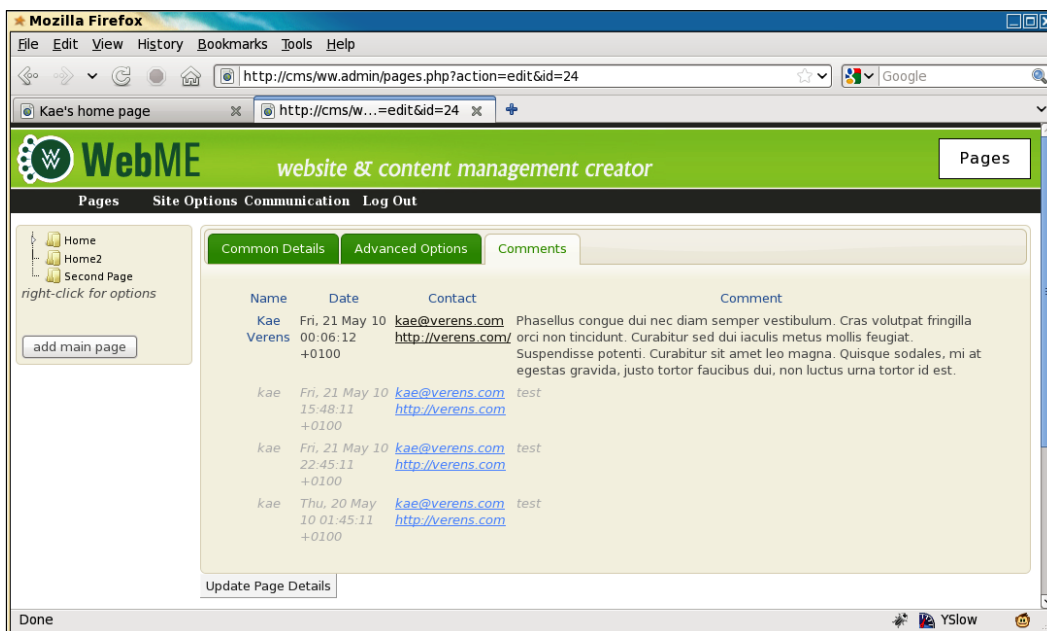 Mozilla Firefox
File Edit View History Bookmarks Tools Help
http://cms/ww.admin/pages.php?action=edit&id=24
Google
Kae's home page
http://cms/w...=edit&id=24
W WebME website & content management creator
Pages
Pages Site Options Communication Log Out
Home
Home2
Second Page
right-click for options
add main page
Common Details Advanced Options Comments
Name Date Contact Comment
Kae Fri, 21 May 10 kae@verens.com Phasellus congue dui nec diam semper vestibulum. Cras volutpat fringilla
Verens 00:06:12 http://verens.com/ orci non tincidunt. Curabitur sed dui iaculis metus mollis feugiat.
+0100 Suspendisse potenti. Curabitur sit amet leo magna. Quisque sodales, mi at
egestas gravida, justo tortor faucibus dui, non luctus urna tortor id est.
kae Fri, 21 May 10 kae@verens.com test
15:48:11 http://verens.com
+0100
kae Fri, 21 May 10 kae@verens.com test
22:45:11 http://verens.com
+0100
kae Thu, 20 May kae@verens.com test
10 01:45:11 http://verens.com
+0100
Update Page Details
Done YSlow